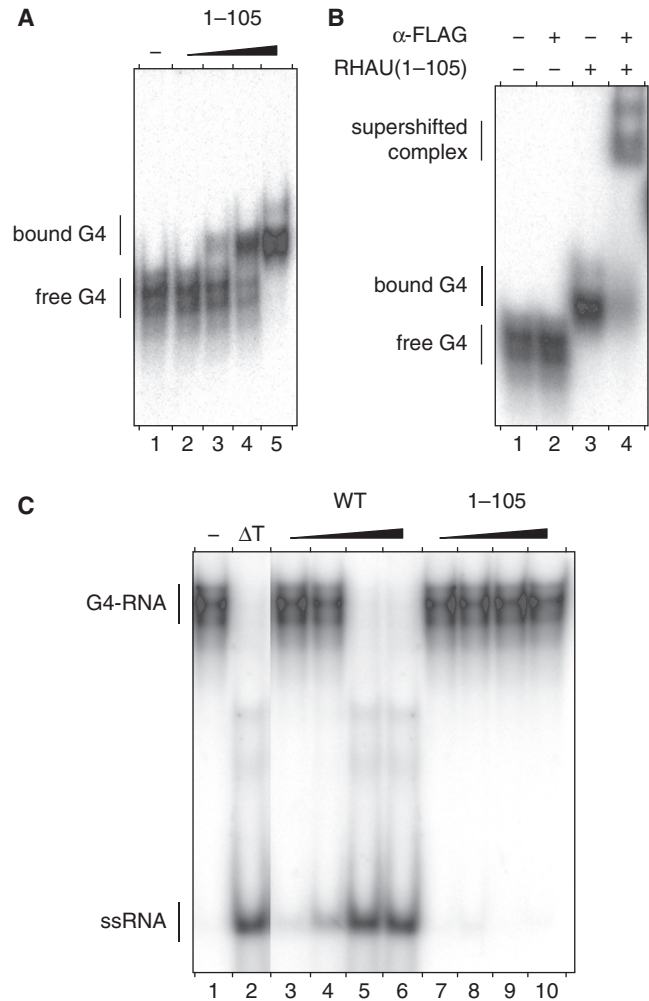 A
1–105
–
bound G4
free G4
1 2 3 4 5
B
α-FLAG – + – +
RHAU(1–105) – – + +
supershifted
complex
bound G4
free G4
1 2 3 4
C
WT 1–105
– ΔT
G4-RNA
ssRNA
1 2 3 4 5 6 7 8 9 10